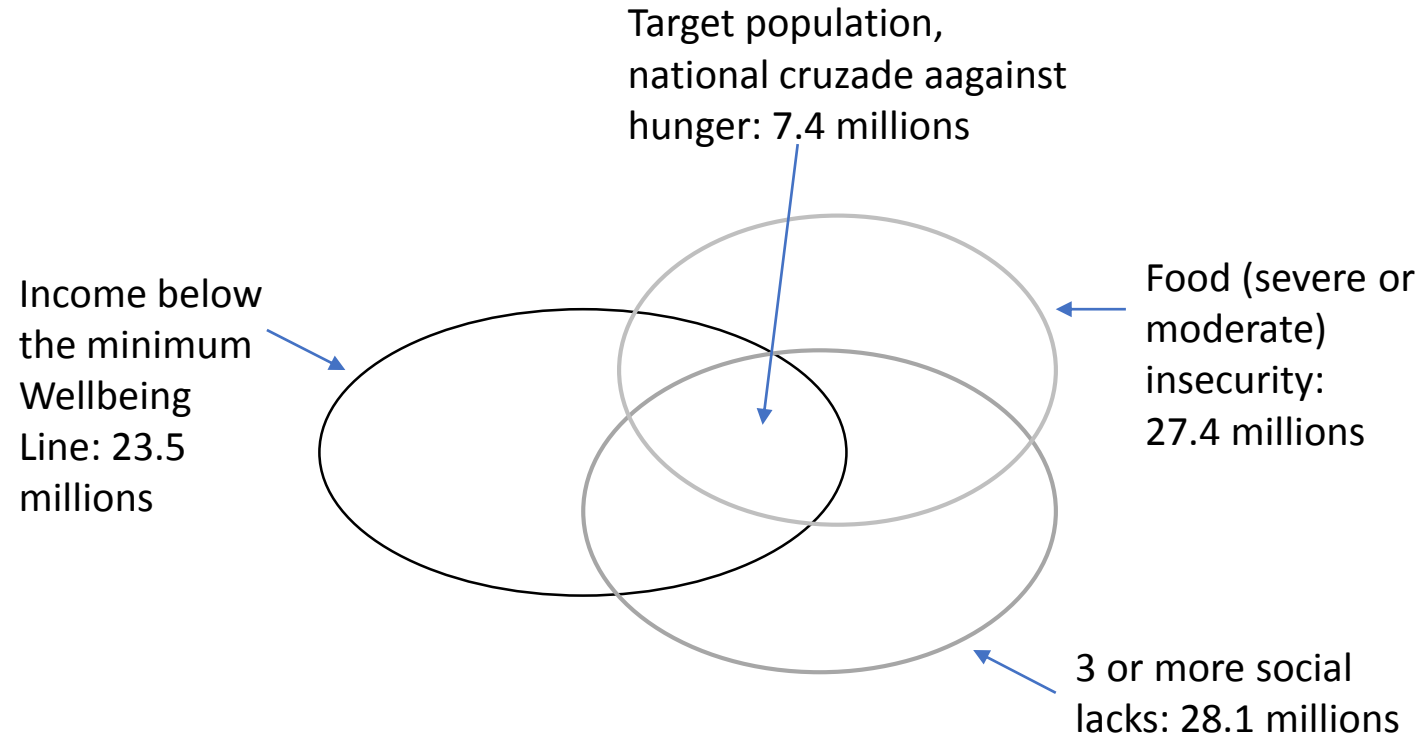 Target population,
national cruzade aagainst
hunger: 7.4 millions
Income below
the minimum
Wellbeing
Line: 23.5
millions
Food (severe or
moderate)
insecurity:
27.4 millions
3 or more social
lacks: 28.1 millions